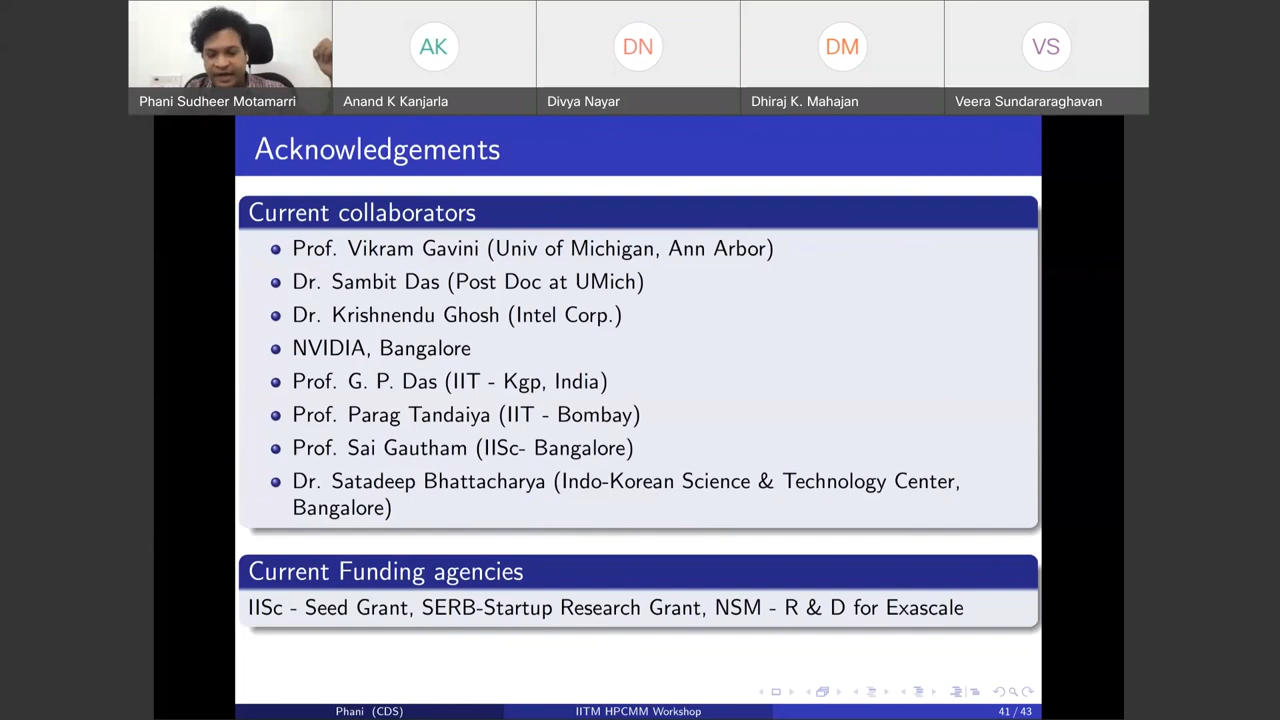 AK
DN
DM
VS
Phani Sudheer Motamarri
Anand K Kanjarla
Divya Nayar
Dhiraj K. Mahajan
Veera Sundararaghavan
Acknowledgements
Current collaborators
Prof. Vikram Gavini (Univ of Michigan, Ann Arbor)
Dr. Sambit Das (Post Doc at UMich)
Dr. Krishnendu Ghosh (Intel Corp.)
NVIDIA, Bangalore
Prof. G. P. Das (IIT - Kgp, India)
Prof. Parag Tandaiya (IIT - Bombay)
Prof. Sai Gautham (IISc- Bangalore)
Dr. Satadeep Bhattacharya (Indo-Korean Science & Technology Center,
Bangalore)
Current Funding agencies
IISc - Seed Grant, SERB-Startup Research Grant, NSM - R & D for Exascale
Phani (CDS)
IITM HPCMM Workshop
41 / 43